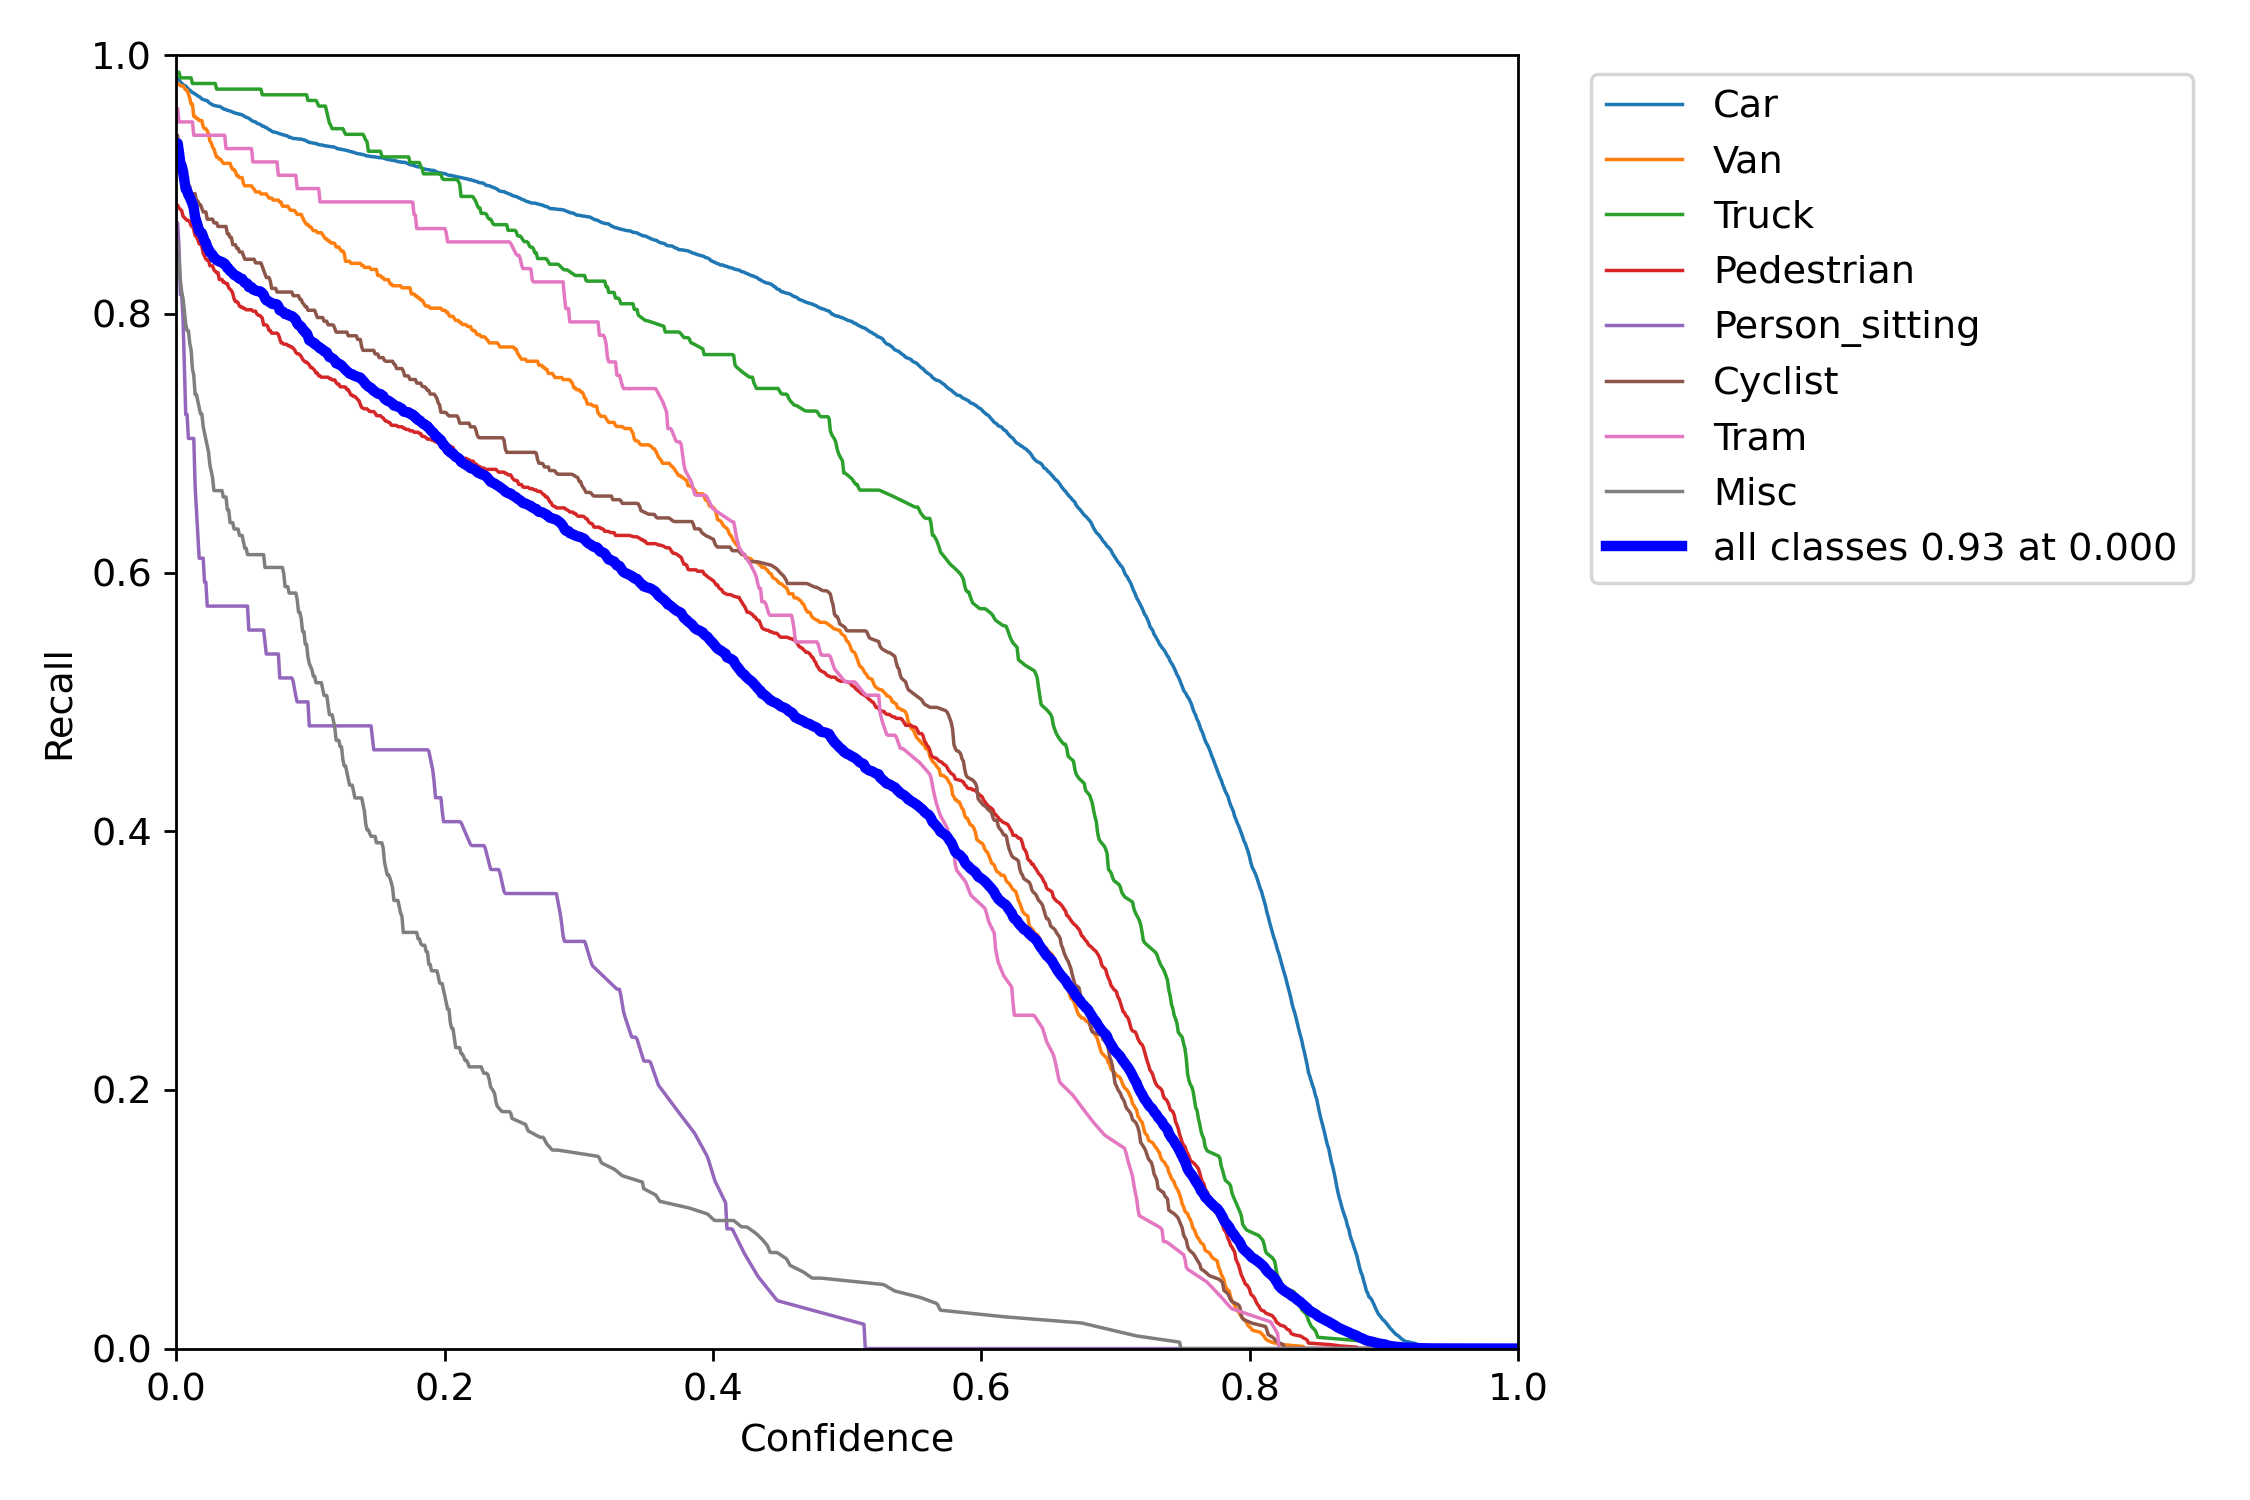 1.0
0.8
0.6
0.4
0.2
0.0
Recall
0.0 0.2 0.4 0.6 0.8 1.0
Confidence
Car
Van
Truck
Pedestrian
Person_sitting
Cyclist
Tram
Misc
all classes 0.93 at 0.000